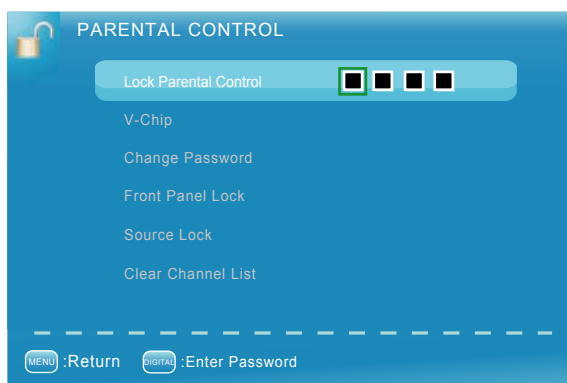 PARENTAL CONTROL
Lock Parental Control
V-Chip
Change Password
Front Panel Lock
Source Lock
Clear Channel List
MENU :Return DIGITAL :Enter Password